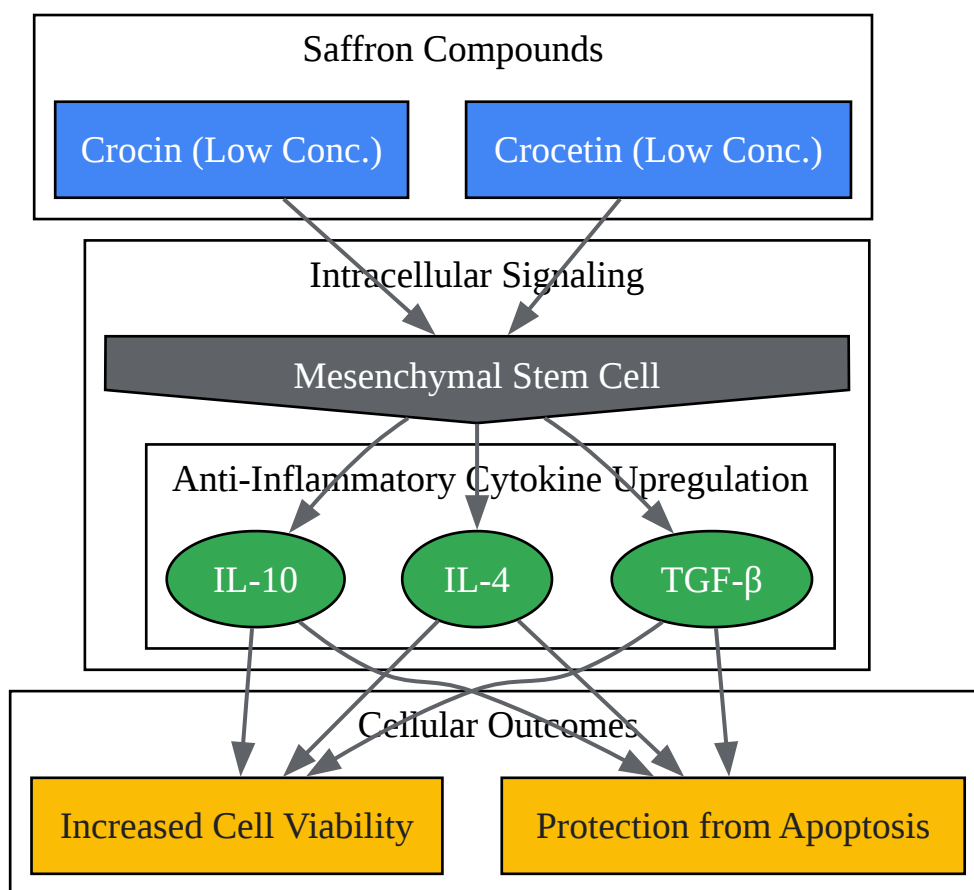 Saffron Compounds
Crocin (Low Conc.)
Crocetin (Low Conc.)
Intracellular Signaling
Mesenchymal Stem Cell
Anti-Inflammatory Cytokine Upregulation
IL-10
IL-4
TGF-β
Cellular Outcomes
Increased Cell Viability
Protection from Apoptosis